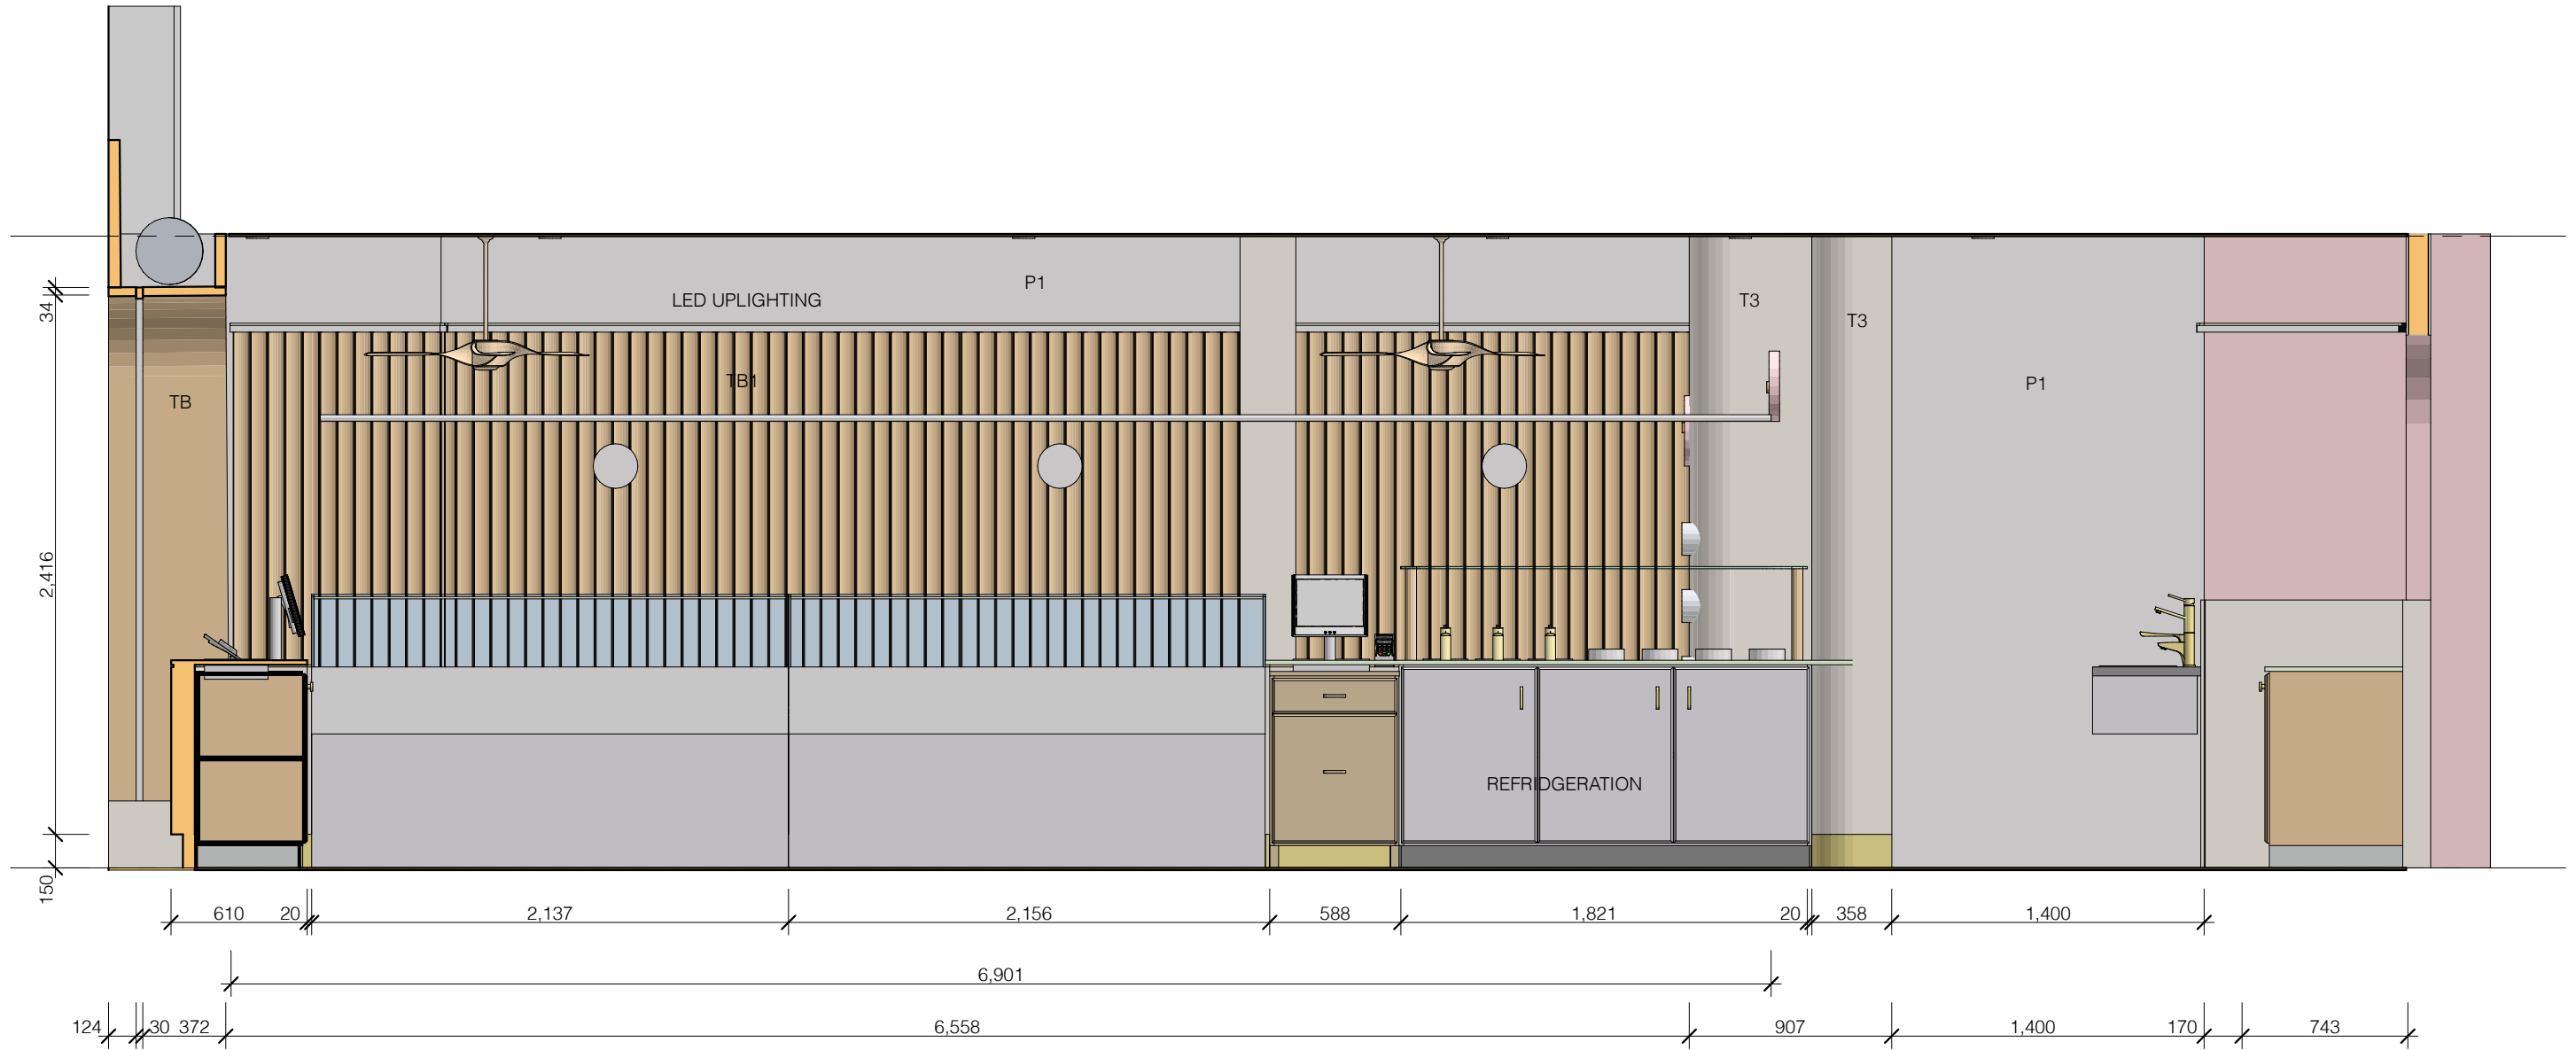 P1
LED UPLIGHTING
T3
T3
34
TB1
P1
TB
2,416
REFRIDGERATION
150
610 20 2,137 2,156 588 1,821 20 358 1,400
6,901
124 30 372 6,558 907 1,400 170 743